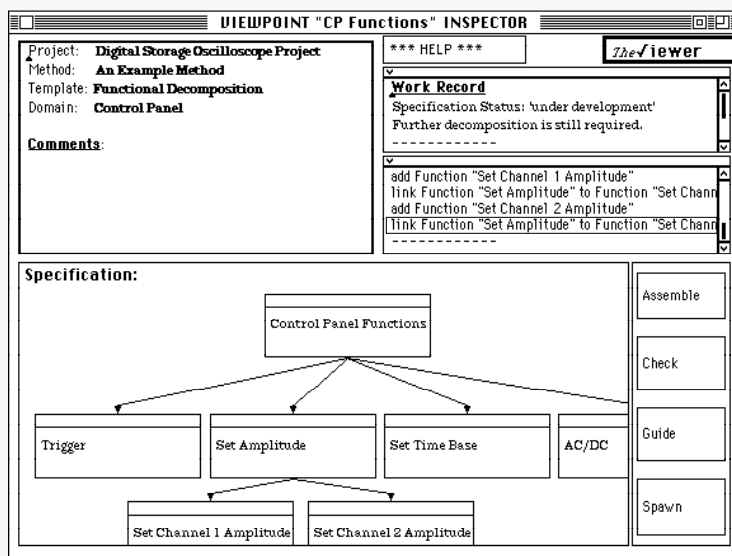 VIEWPOINT "CP Functions" INSPECTOR
Project: Digital Storage Oscilloscope Project
Method: An Example Method
Template: Functional Decomposition
Domain: Control Panel
Comments:
*** HELP ***
The√iewer
Work Record
Specification Status: 'under development'
Further decomposition is still required.
------------
add Function "Set Channel 1 Amplitude"
link Function "Set Amplitude" to Function "Set Chann
add Function "Set Channel 2 Amplitude"
link Function "Set Amplitude" to Function "Set Chann
------------
Specification:
Control Panel Functions
Trigger
Set Amplitude
Set Time Base
AC/DC
Set Channel 1 Amplitude
Set Channel 2 Amplitude
Assemble
Check
Guide
Spawn